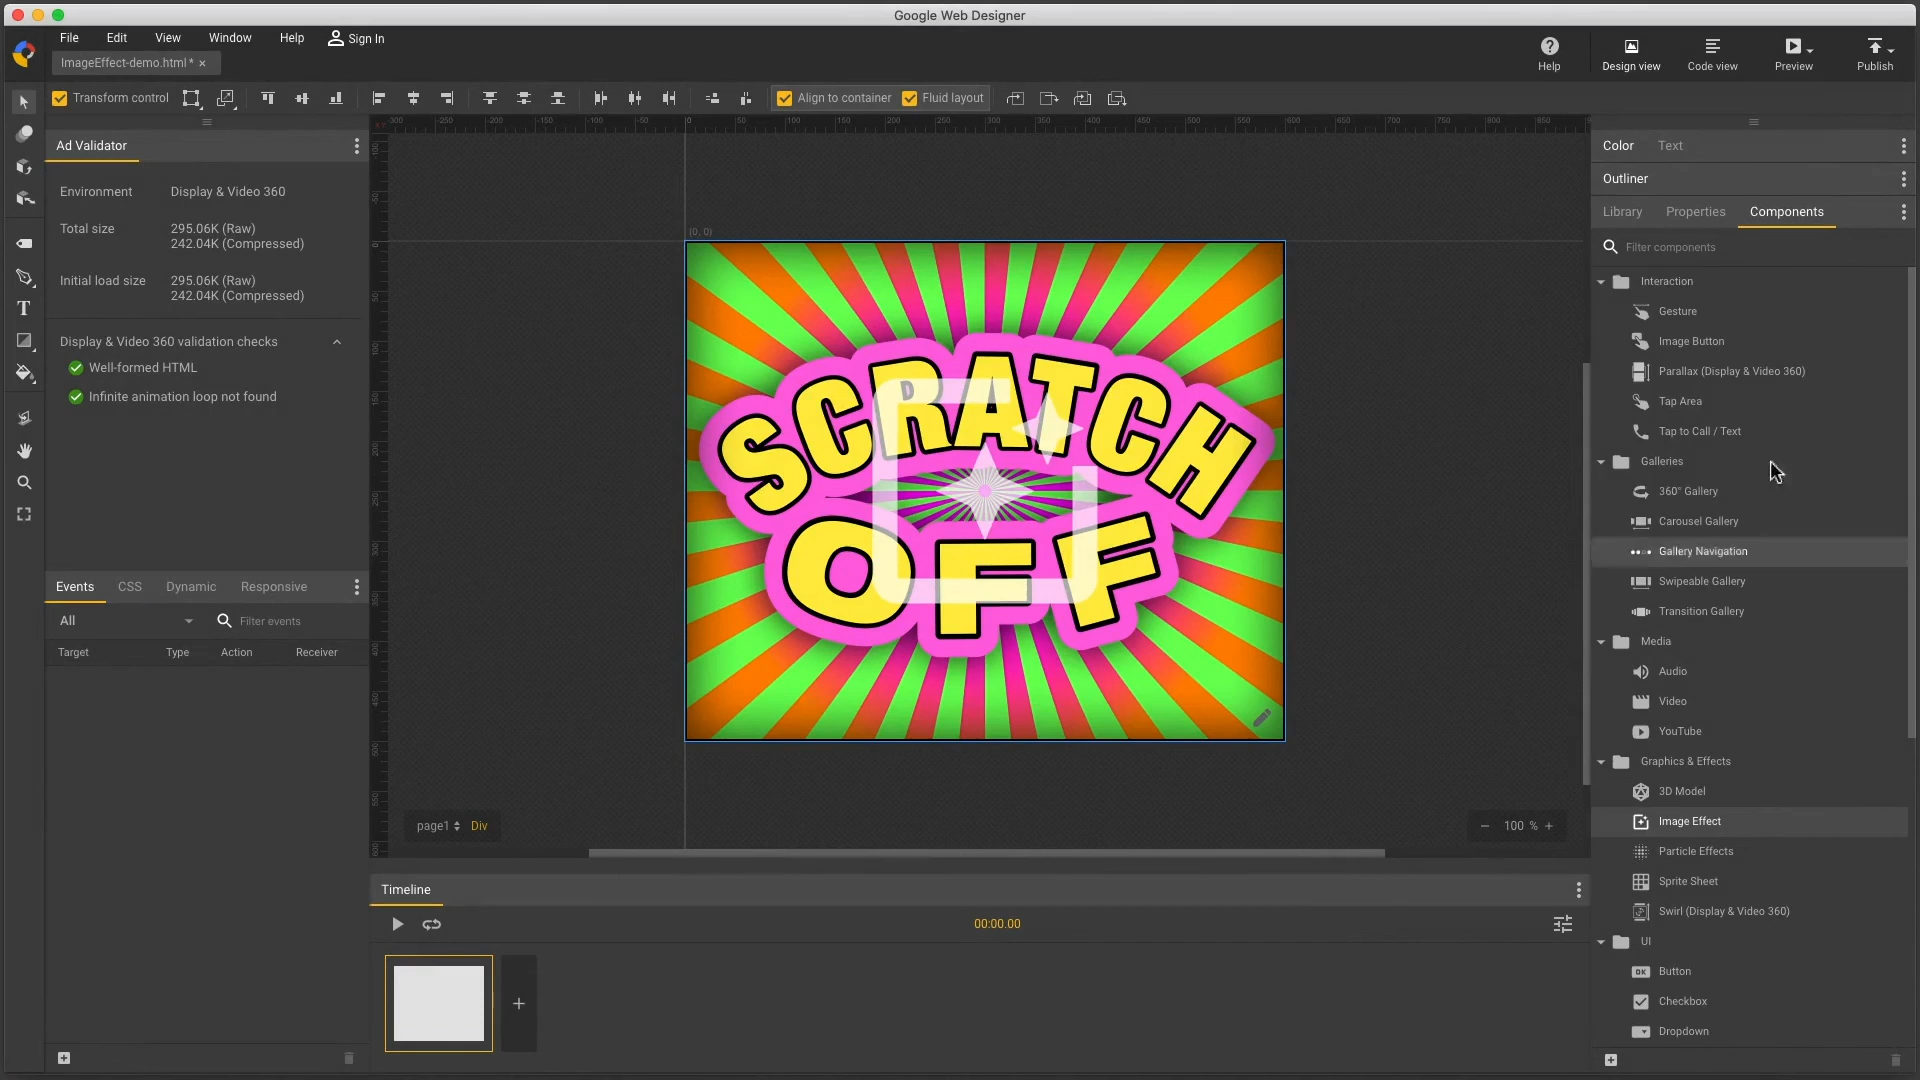 Google Web Designer
File Edit View Window Help Sign In
ImageEffect-demo.html* ×
Help Design view Code view Preview Publish
Transform control Align to container Fluid layout
Ad Validator
Environment Display & Video 360
Total size 295.06K (Raw)
242.04K (Compressed)
Initial load size 295.06K (Raw)
242.04K (Compressed)
Display & Video 360 validation checks
Well-formed HTML
Infinite animation loop not found
Events CSS Dynamic Responsive
All Filter events
Target Type Action Receiver
(0, 0)
SCRATCH
OFF
page1 Div
100 %
Timeline
00:00.00
Color Text
Outliner
Library Properties Components
Filter components
Interaction
Gesture
Image Button
Parallax (Display & Video 360)
Tap Area
Tap to Call / Text
Galleries
360° Gallery
Carousel Gallery
Gallery Navigation
Swipeable Gallery
Transition Gallery
Media
Audio
Video
YouTube
Graphics & Effects
3D Model
Image Effect
Particle Effects
Sprite Sheet
Swirl (Display & Video 360)
UI
OK Button
Checkbox
Dropdown